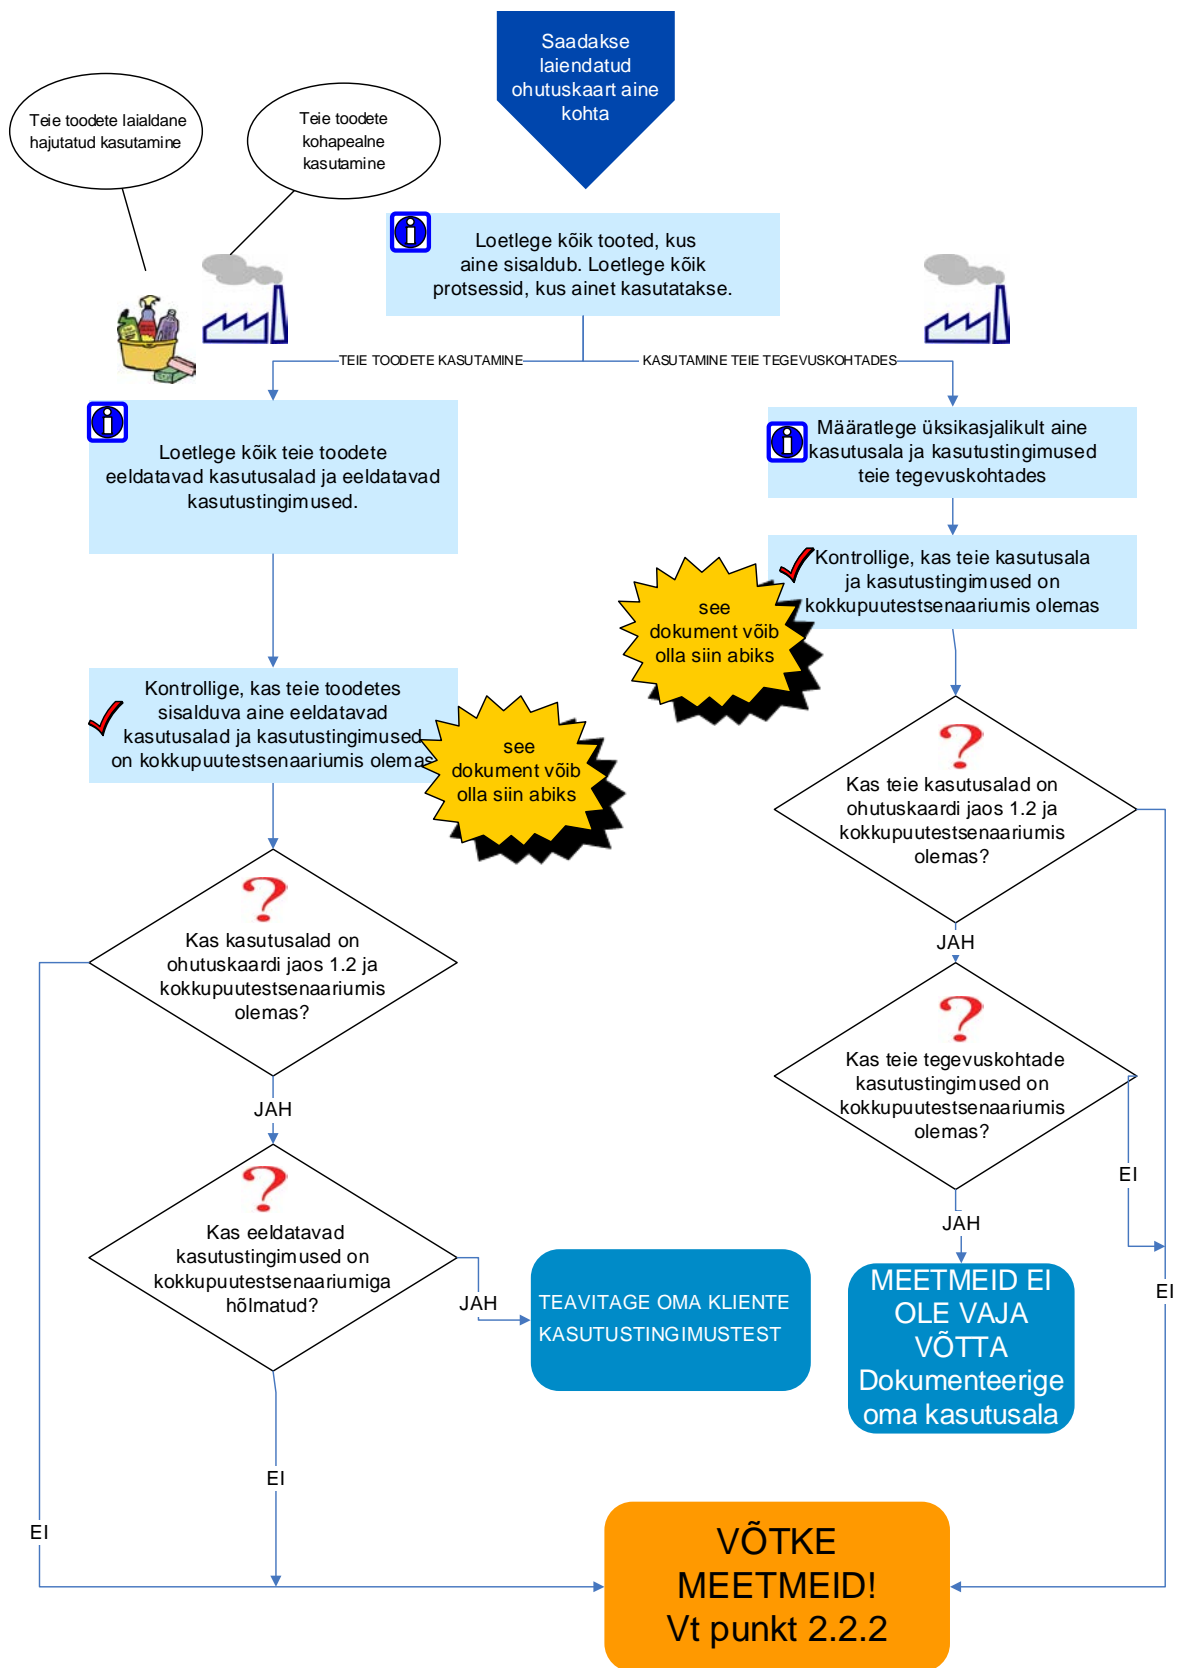 Saadakse
laiendatud
ohutuskaart aine
kohta
Teie toodete laialdane
hajutatud kasutamine
Teie toodete
kohapealne
kasutamine
Loetlege kõik tooted, kus
aine sisaldub. Loetlege kõik
protsessid, kus ainet kasutatakse.
TEIE TOODETE KASUTAMINE
KASUTAMINE TEIE TEGEVUSKOHTADES
Loetlege kõik teie toodete
eeldatavad kasutusalad ja eeldatavad
kasutustingimused.
Määratlege üksikasjalikult aine
kasutusala ja kasutustingimused
teie tegevuskohtades
Kontrollige, kas teie kasutusala
ja kasutustingimused on
kokkupuutestsenaariumis olemas
see
dokument võib
olla siin abiks
Kontrollige, kas teie toodetes
sisalduva aine eeldatavad
kasutusalad ja kasutustingimused
on kokkupuutestsenaariumis olemas
see
dokument võib
olla siin abiks
Kas teie kasutusalad on
ohutuskaardi jaos 1.2 ja
kokkupuutestsenaariumis
olemas?
JAH
Kas kasutusalad on
ohutuskaardi jaos 1.2 ja
kokkupuutestsenaariumis
olemas?
JAH
Kas teie tegevuskohtade
kasutustingimused on
kokkupuutestsenaariumis
olemas?
EI
JAH
Kas eeldatavad
kasutustingimused on
kokkupuutestsenaariumiga
hõlmatud?
JAH
TEAVITAGE OMA KLIENTE
KASUTUSTINGIMUSTEST
MEETMEID EI
OLE VAJA
VÕTTA
Dokumenteerige
oma kasutusala
EI
EI
EI
VÕTKE
MEETMEID!
Vt punkt 2.2.2